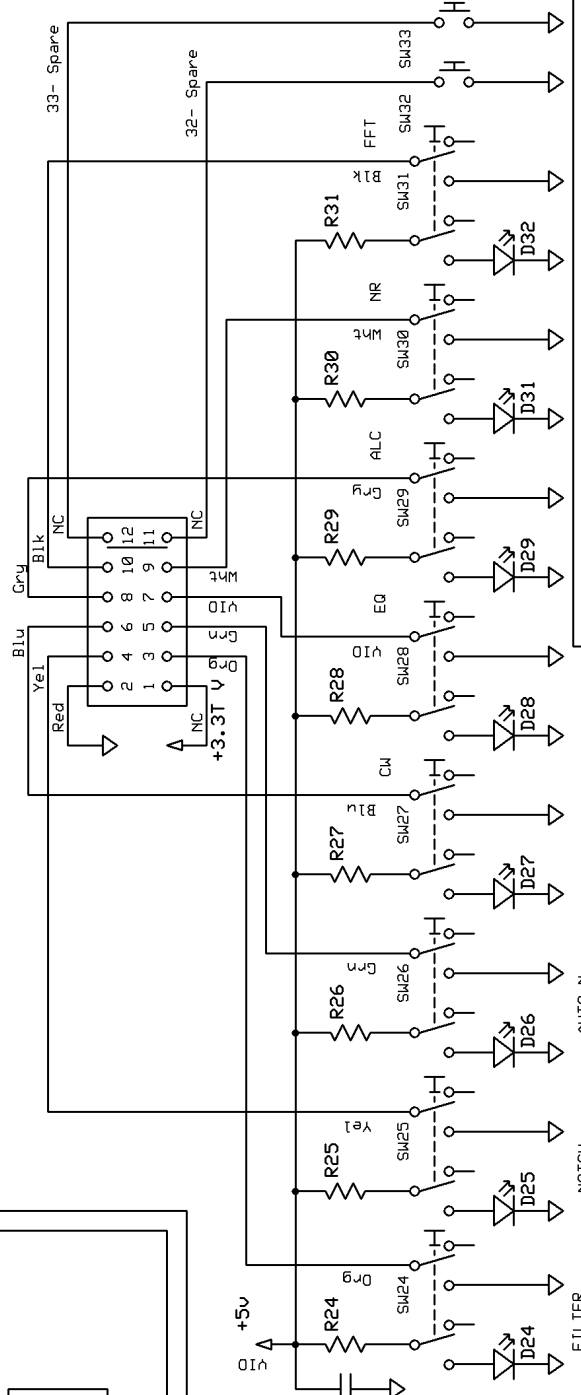 33- Spare
32- Spare
SW33
SW32
FFT
Blk
SW31
R31
D32
NR
Wht
SW30
R30
D31
ALC
Gry
SW29
R29
D29
EQ
VIO
SW28
R28
D28
CW
Blu
SW27
R27
D27
Grn
SW26
R26
D26
Yel
SW25
R25
D25
Org
SW24
R24
D24
NC
12
11
NC
Blk
10
9
Wht
Gry
8
7
VIO
Blu
6
5
Grn
Yel
4
3
Org
Red
2
1
NC
+3.3T V
+5v
VIO
FILTER